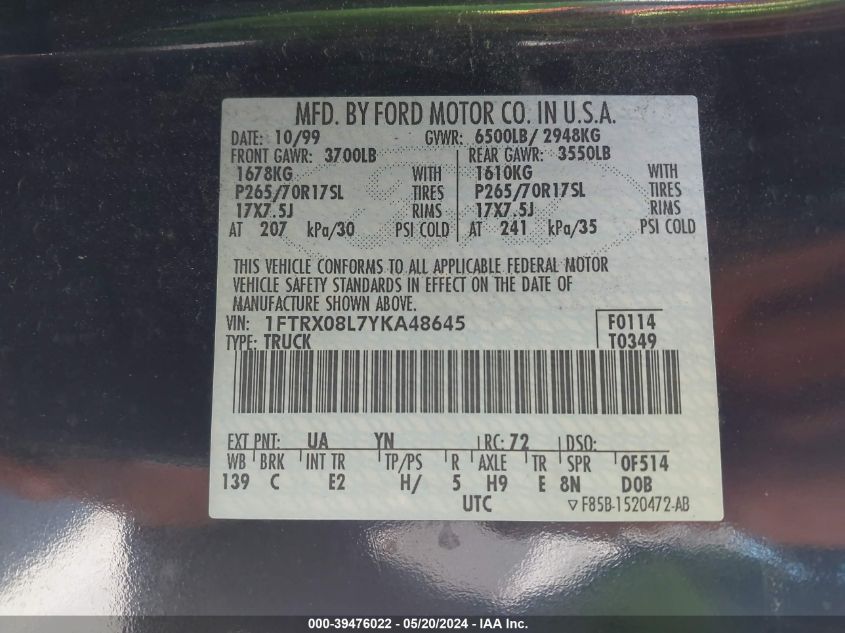 MFD. BY FORD MOTOR CO. IN U.S.A.
DATE: 10/99 GVWR: 6500LB/ 2948KG
FRONT GAWR: 3700LB REAR GAWR: 3550LB
1678KG WITH 1610KG WITH
P265/70R17SL TIRES P265/70R17SL TIRES
17X7.5J RIMS 17X7.5J RIMS
AT 207 kPa/30 PSI COLD AT 241 kPa/35 PSI COLD
THIS VEHICLE CONFORMS TO ALL APPLICABLE FEDERAL MOTOR
VEHICLE SAFETY STANDARDS IN EFFECT ON THE DATE OF
MANUFACTURE SHOWN ABOVE.
VIN: 1FTRX08L7YKA48645 F0114
TYPE: TRUCK T0349
EXT PNT: UA YN RC: 72 DSO:
WB BRK INT TR TP/PS R AXLE TR SPR 0F514
139 C E2 H/ 5 H9 E 8N D0B
UTC ▽ F85B-1520472-AB
000-39476022 — 05/20/2024 — IAA Inc.